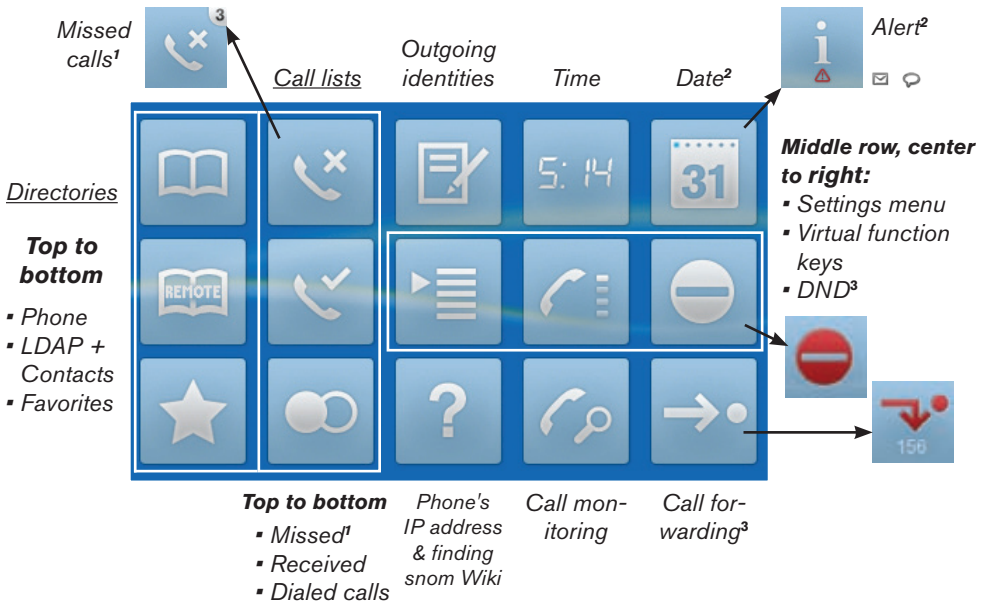 Missed
calls¹
3
Call lists
Outgoing
identities
Time
Date²
Alert²
Directories
Top to
bottom
▪ Phone
▪ LDAP +
Contacts
▪ Favorites
5:14
31
REMOTE
?
Middle row, center
to right:
▪ Settings menu
▪ Virtual function
keys
▪ DND³
156
Top to bottom
▪ Missed¹
▪ Received
▪ Dialed calls
Phone's
IP address
& finding
snom Wiki
Call mon-
itoring
Call for-
warding³